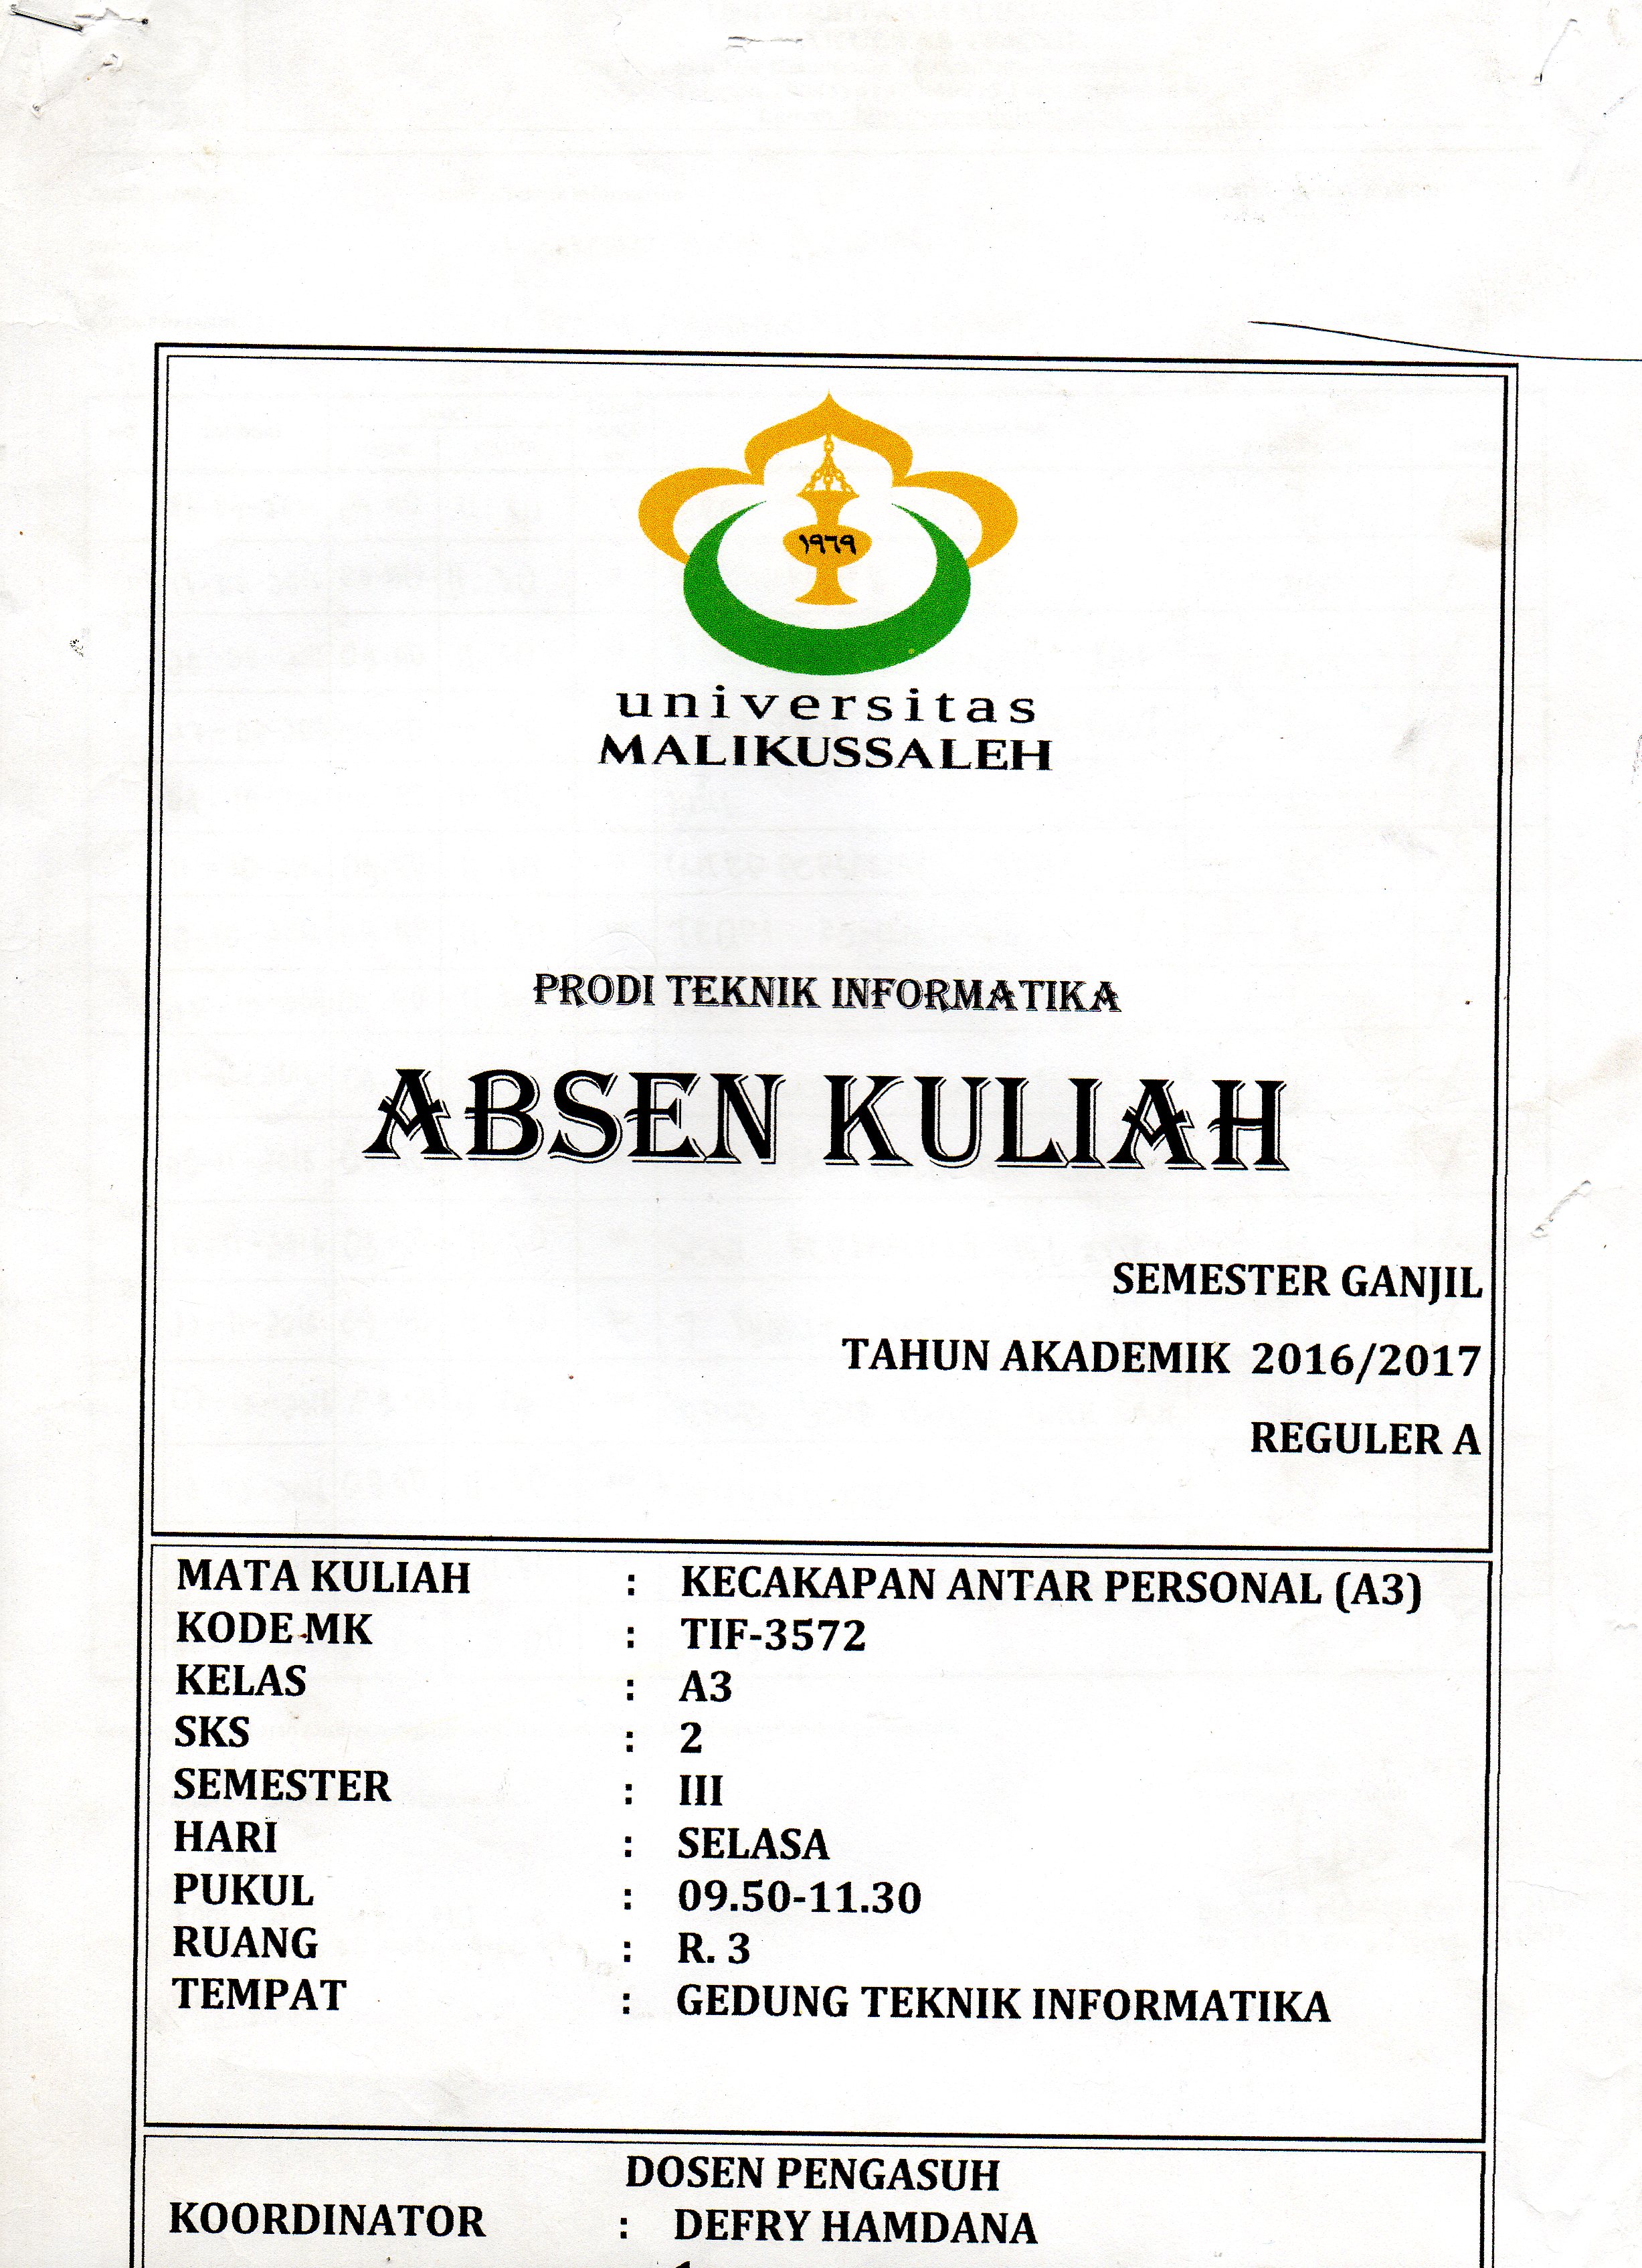 ١٩٦٩
universitas
MALIKUSSALEH
PRODI TEKNIK INFORMATIKA
ABSEN KULIAH
SEMESTER GANJIL
TAHUN AKADEMIK 2016/2017
REGULER A
MATA KULIAH : KECAKAPAN ANTAR PERSONAL (A3)
KODE MK : TIF-3572
KELAS : A3
SKS : 2
SEMESTER : III
HARI : SELASA
PUKUL : 09.50-11.30
RUANG : R. 3
TEMPAT : GEDUNG TEKNIK INFORMATIKA
DOSEN PENGASUH
KOORDINATOR : DEFRY HAMDANA